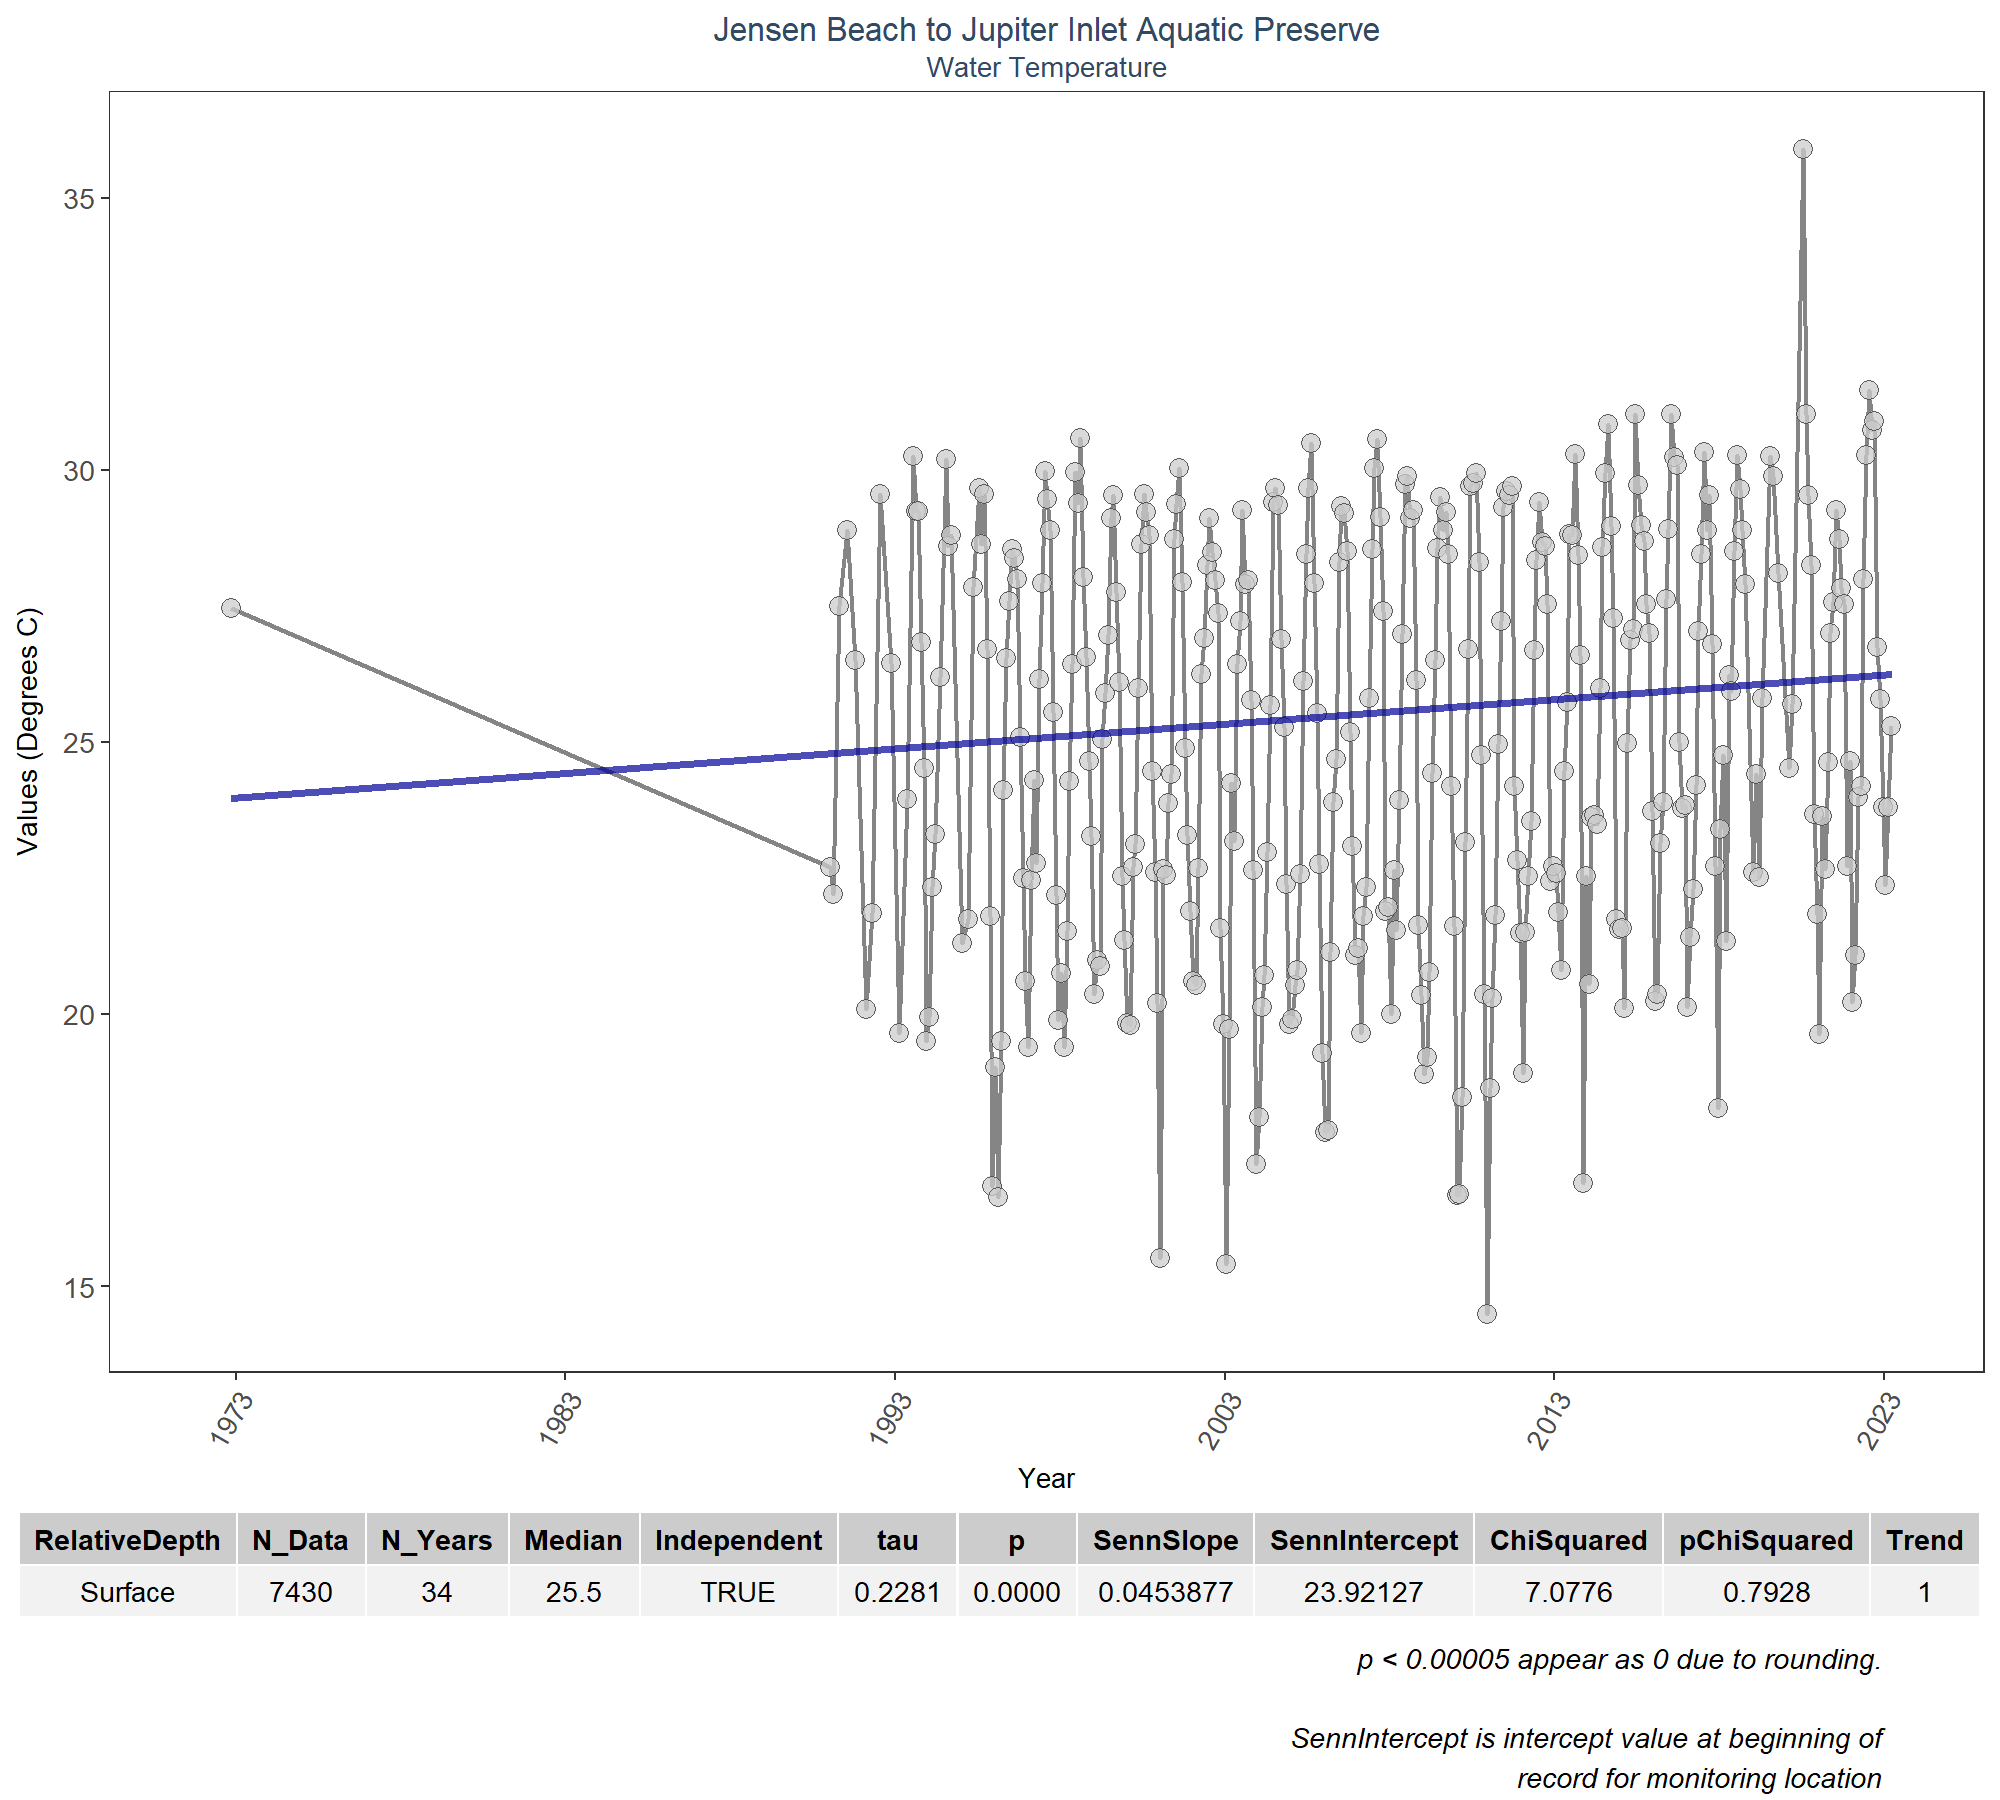 Jensen Beach to Jupiter Inlet Aquatic Preserve
Water Temperature
Values (Degrees C)
35
30
25
20
15
1973 1983 1993 2003 2013 2023
Year
RelativeDepth N_Data N_Years Median Independent tau p SennSlope SennIntercept ChiSquared pChiSquared Trend
Surface 7430 34 25.5 TRUE 0.2281 0.0000 0.0453877 23.92127 7.0776 0.7928 1
p < 0.00005 appear as 0 due to rounding.
SennIntercept is intercept value at beginning of
record for monitoring location